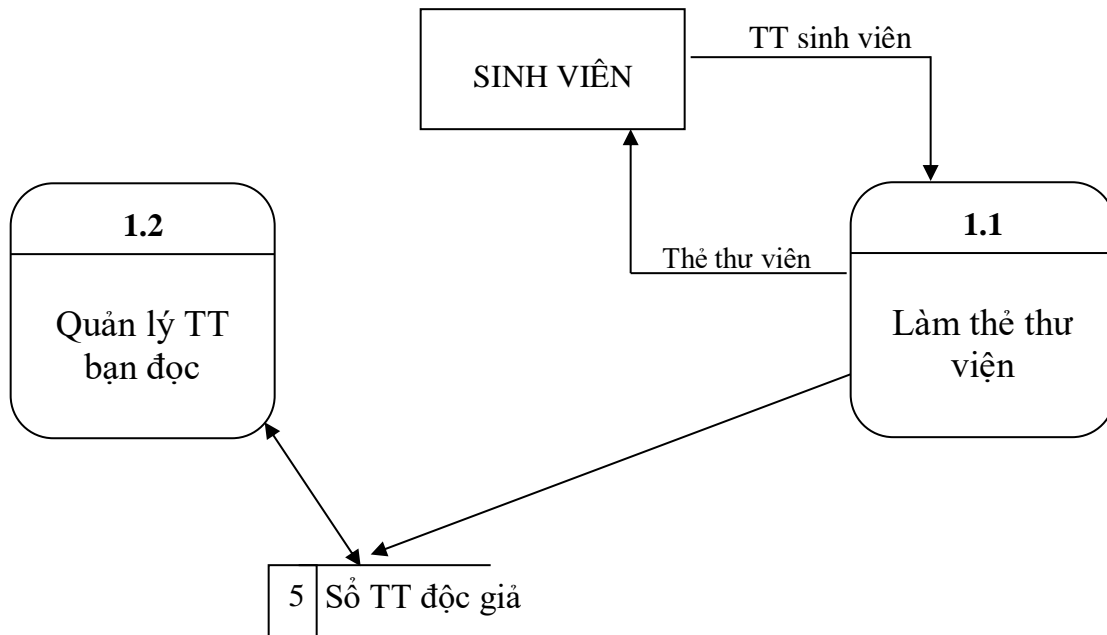 TT sinh viên
SINH VIÊN
1.2
1.1
Thẻ thư viên
Quản lý TT
bạn đọc
Làm thẻ thư
viện
5 Sổ TT độc giả